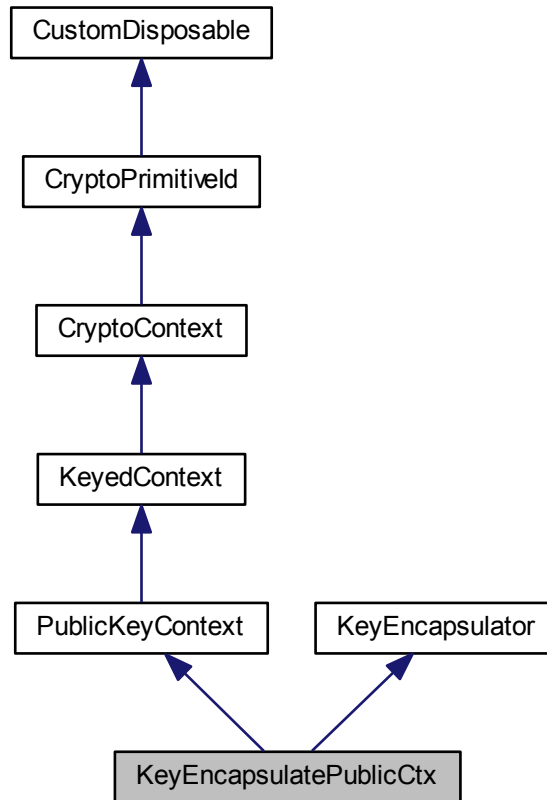 CustomDisposable
CryptoPrimitiveId
CryptoContext
KeyedContext
PublicKeyContext
KeyEncapsulator
KeyEncapsulatePublicCtx